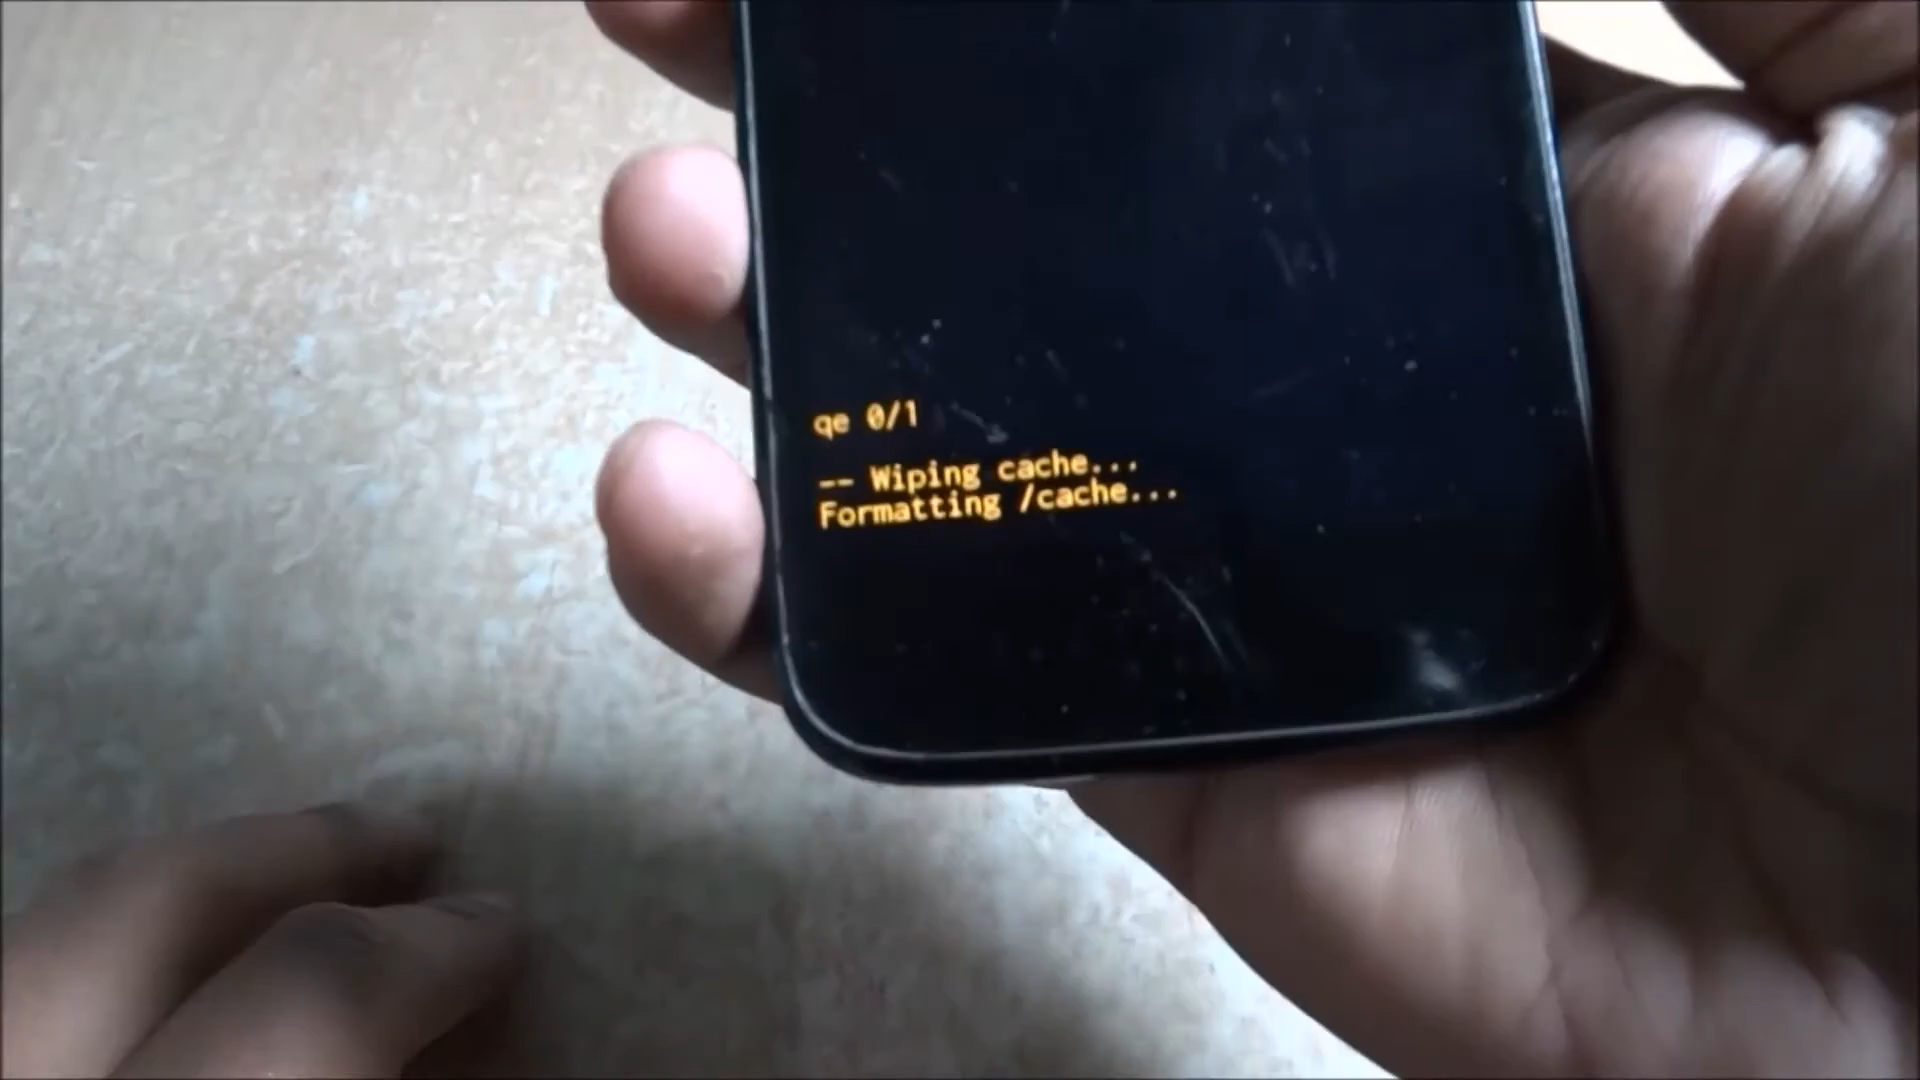 qe 0/1
-- Wiping cache...
Formatting /cache...